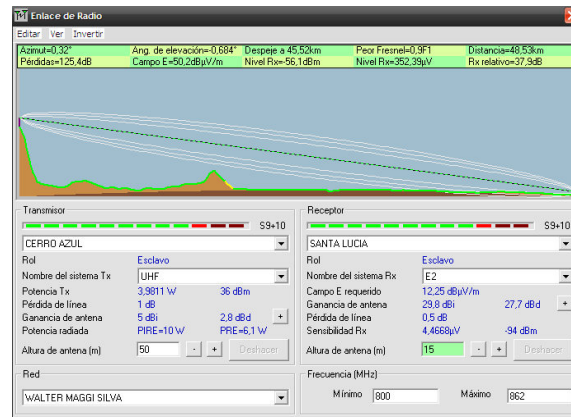 Enlace de Radio
Editar Ver Invertir
Azimut=0,32° Ang. de elevación=-0,684° Despeje a 45,52km Peor Fresnel=0,9F1 Distancia=48,53km
Pérdidas=125,4dB Campo E=50,2dBµV/m Nivel Rx=-56,1dBm Nivel Rx=352,39µV Rx relativo=37,9dB
Transmisor Receptor
S9+10 S9+10
CERRO AZUL SANTA LUCIA
Rol Esclavo Rol Esclavo
Nombre del sistema Tx UHF Nombre del sistema Rx E2
Potencia Tx 3,9811 W 36 dBm Campo E requerido 12,25 dBµV/m
Pérdida de línea 1 dB Ganancia de antena 29,8 dBi 27,7 dBd +
Ganancia de antena 5 dBi 2,8 dBd + Pérdida de línea 0,5 dB
Potencia radiada PIRE=10 W PRE=6,1 W Sensibilidad Rx 4,4668µV -94 dBm
Altura de antena (m) 50 - + Deshacer Altura de antena (m) 15 - + Deshacer
Red Frecuencia (MHz)
WALTER MAGGI SILVA Mínimo 800 Máximo 862